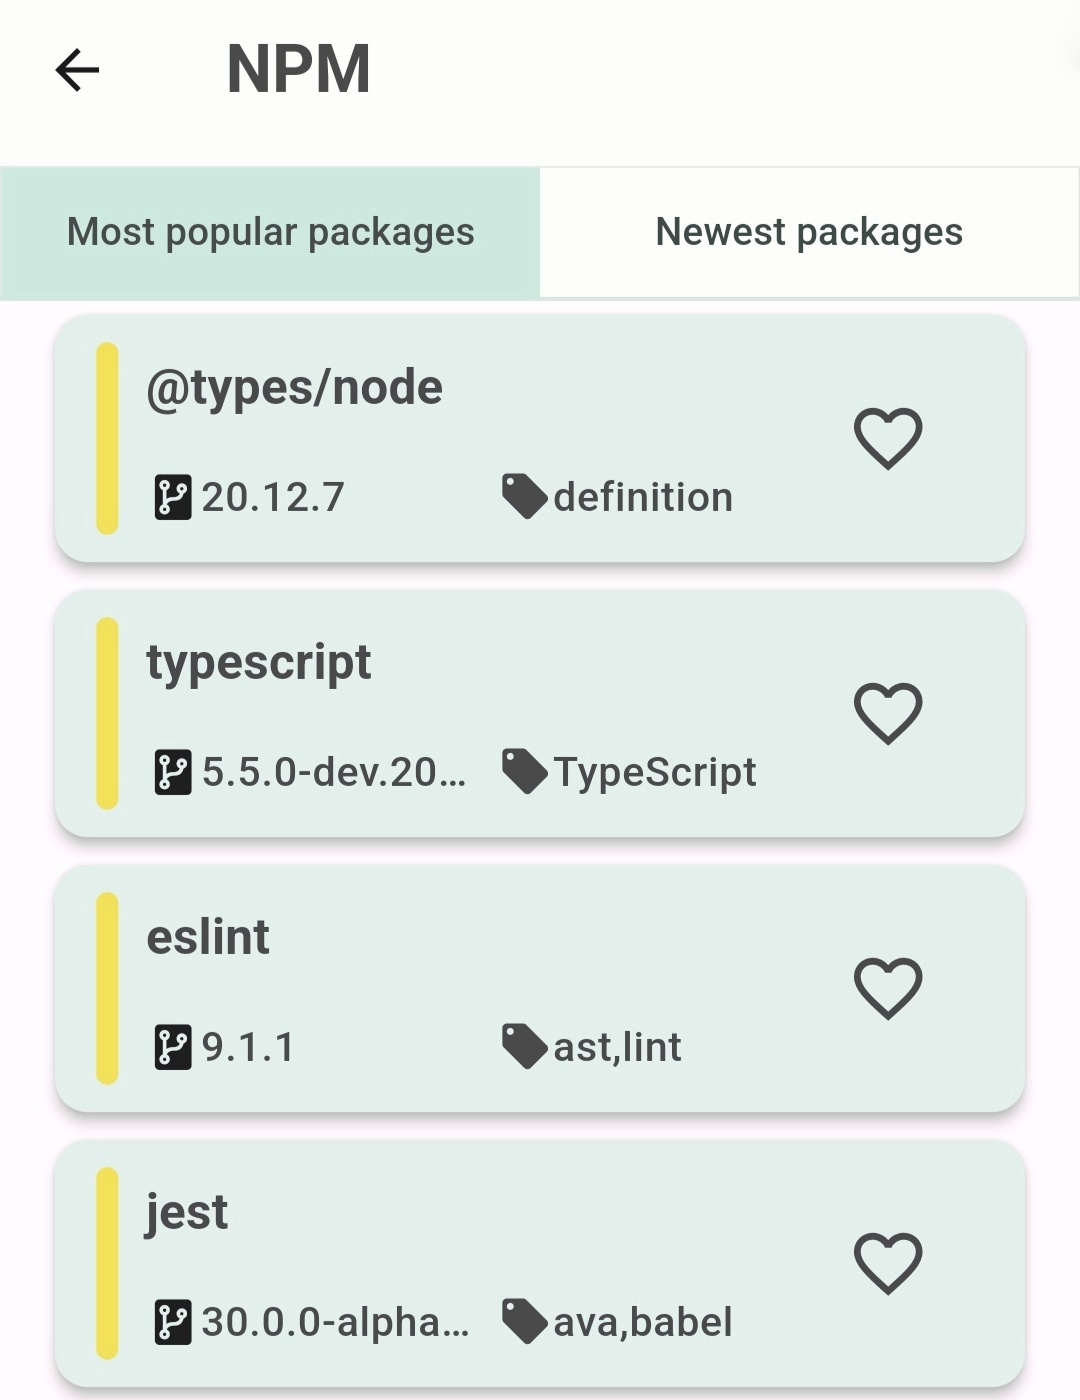 NPM
Most popular packages
Newest packages
@types/node
20.12.7
definition
typescript
5.5.0-dev.20...
TypeScript
eslint
9.1.1
ast,lint
jest
30.0.0-alpha...
ava,babel